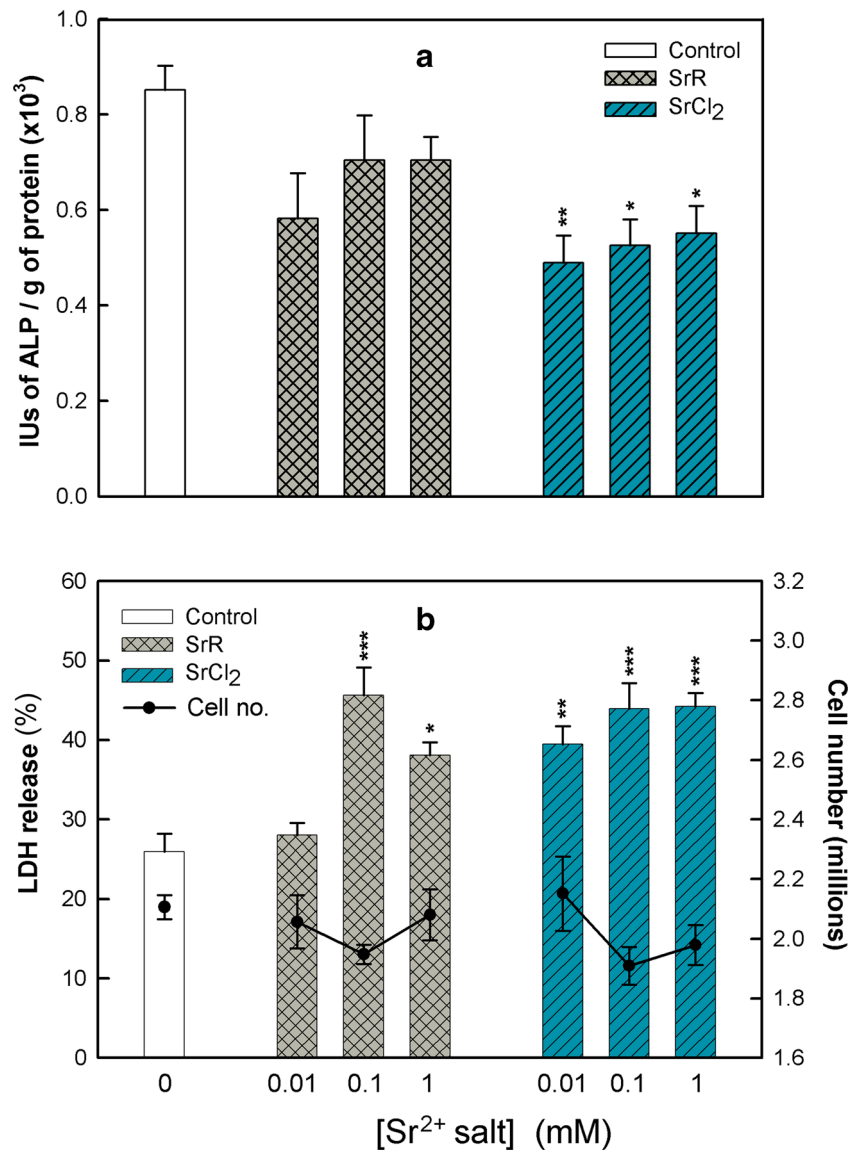 a
Control
SrR
SrCl2
IUs of ALP / g of protein (x10³)
1.0
0.8
0.6
0.4
0.2
0.0
**
*
*
b
Control
SrR
SrCl2
Cell no.
LDH release (%)
60
50
40
30
20
10
0
***
*
**
***
***
Cell number (millions)
3.2
3.0
2.8
2.6
2.4
2.2
2.0
1.8
1.6
0 0.01 0.1 1 0.01 0.1 1
[Sr²⁺ salt] (mM)